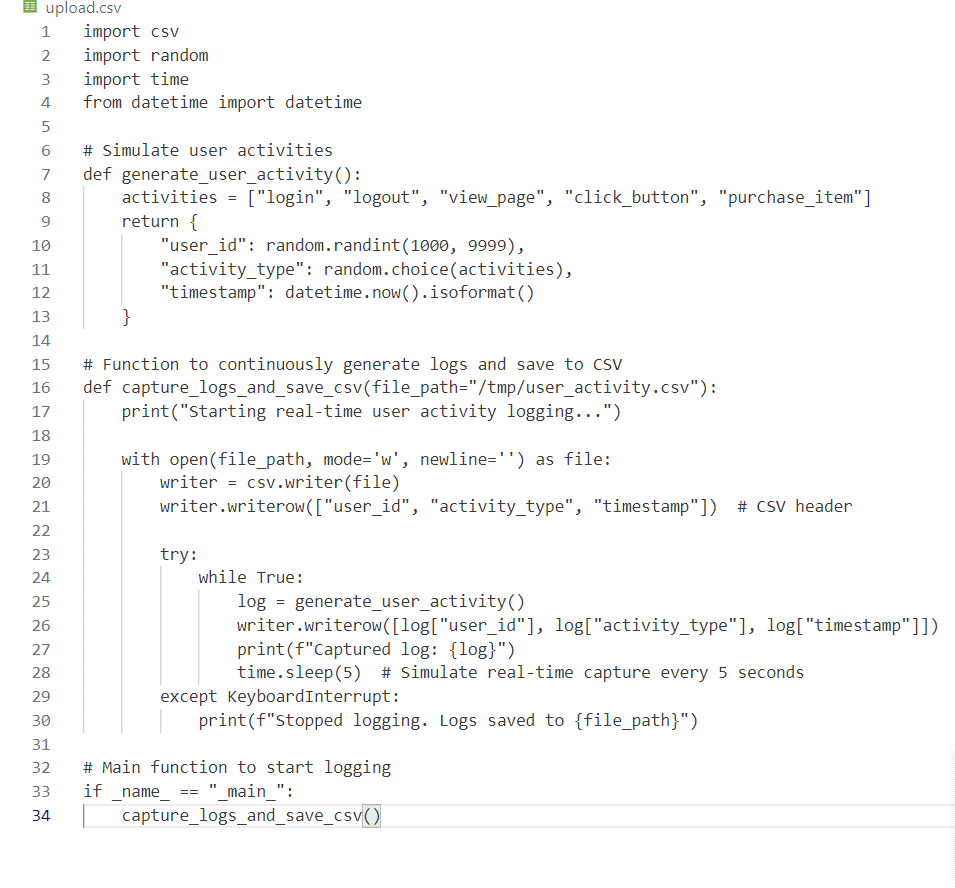 upload.csv
1 import csv
2 import random
3 import time
4 from datetime import datetime
5
6 # Simulate user activities
7 def generate_user_activity():
8     activities = ["login", "logout", "view_page", "click_button", "purchase_item"]
9     return {
10         "user_id": random.randint(1000, 9999),
11         "activity_type": random.choice(activities),
12         "timestamp": datetime.now().isoformat()
13     }
14
15 # Function to continuously generate logs and save to CSV
16 def capture_logs_and_save_csv(file_path="/tmp/user_activity.csv"):
17     print("Starting real-time user activity logging...")
18
19     with open(file_path, mode='w', newline='') as file:
20         writer = csv.writer(file)
21         writer.writerow(["user_id", "activity_type", "timestamp"])  # CSV header
22
23         try:
24             while True:
25                 log = generate_user_activity()
26                 writer.writerow([log["user_id"], log["activity_type"], log["timestamp"]])
27                 print(f"Captured log: {log}")
28                 time.sleep(5)  # Simulate real-time capture every 5 seconds
29         except KeyboardInterrupt:
30             print(f"Stopped logging. Logs saved to {file_path}")
31
32 # Main function to start logging
33 if _name_ == "_main_":
34     capture_logs_and_save_csv()